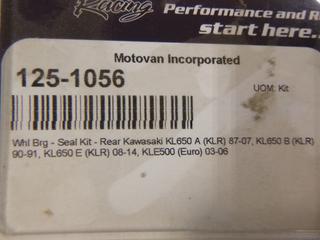 Racing
Performance and R
start here..
Motovan Incorporated
125-1056
UOM: Kit
Whl Brg - Seal Kit - Rear Kawasaki KL650 A (KLR) 87-07, KL650 B (KLR)
90-91, KL650 E (KLR) 08-14, KLE500 (Euro) 03-06